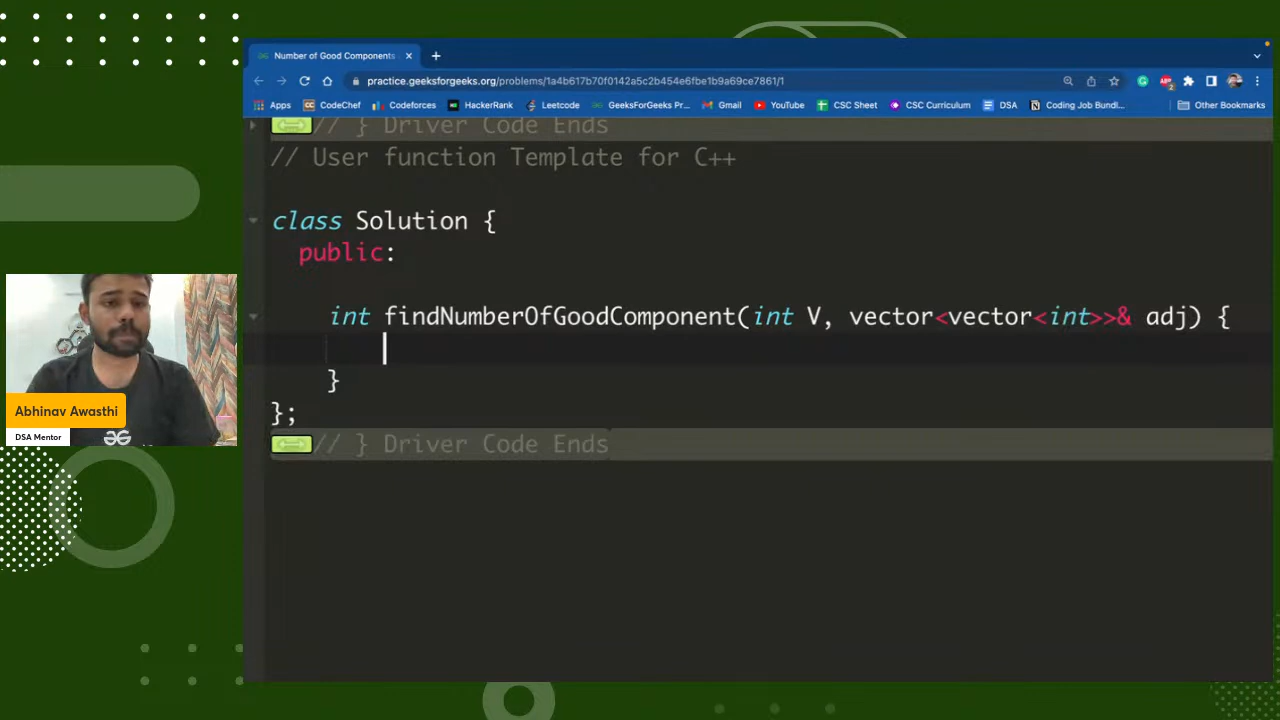 Number of Good Components
practice.geeksforgeeks.org/problems/1a4b617b70f0142a5c2b454e6fbe1b9a69ce7861/1
Apps
CodeChef
Codeforces
HackerRank
Leetcode
GeeksForGeeks Pr...
Gmail
YouTube
CSC Sheet
CSC Curriculum
DSA
Coding Job Bundl...
Other Bookmarks
// } Driver Code Ends
// User function Template for C++
class Solution {
public:
int findNumberOfGoodComponent(int V, vector<vector<int>>& adj) {
}
};
// } Driver Code Ends
Abhinav Awasthi
DSA Mentor